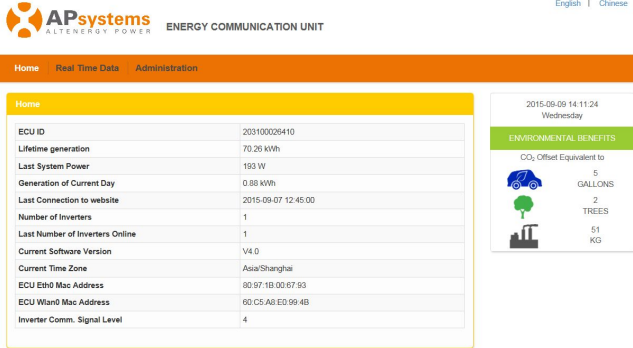 English | Chinese
APsystems
ALTENERGY POWER
ENERGY COMMUNICATION UNIT
Home Real Time Data Administration
Home
ECU ID 203100026410
Lifetime generation 70.26 kWh
Last System Power 193 W
Generation of Current Day 0.88 kWh
Last Connection to website 2015-09-07 12:45:00
Number of Inverters 1
Last Number of Inverters Online 1
Current Software Version V4.0
Current Time Zone Asia/Shanghai
ECU Eth0 Mac Address 80:97:1B:00:67:93
ECU Wlan0 Mac Address 60:C5:A8:E0:99:4B
Inverter Comm. Signal Level 4
2015-09-09 14:11:24
Wednesday
ENVIRONMENTAL BENEFITS
CO₂ Offset Equivalent to
5
GALLONS
2
TREES
51
KG